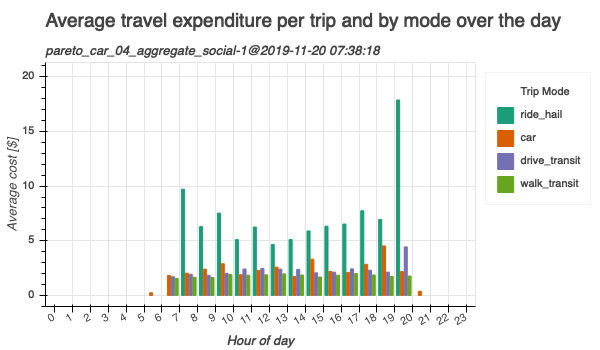 Average travel expenditure per trip and by mode over the day
pareto_car_04_aggregate_social-1@2019-11-20 07:38:18
20
15
10
5
0
Average cost [$]
0 1 2 3 4 5 6 7 8 9 10 11 12 13 14 15 16 17 18 19 20 21 22 23
Hour of day
Trip Mode
ride_hail
car
drive_transit
walk_transit